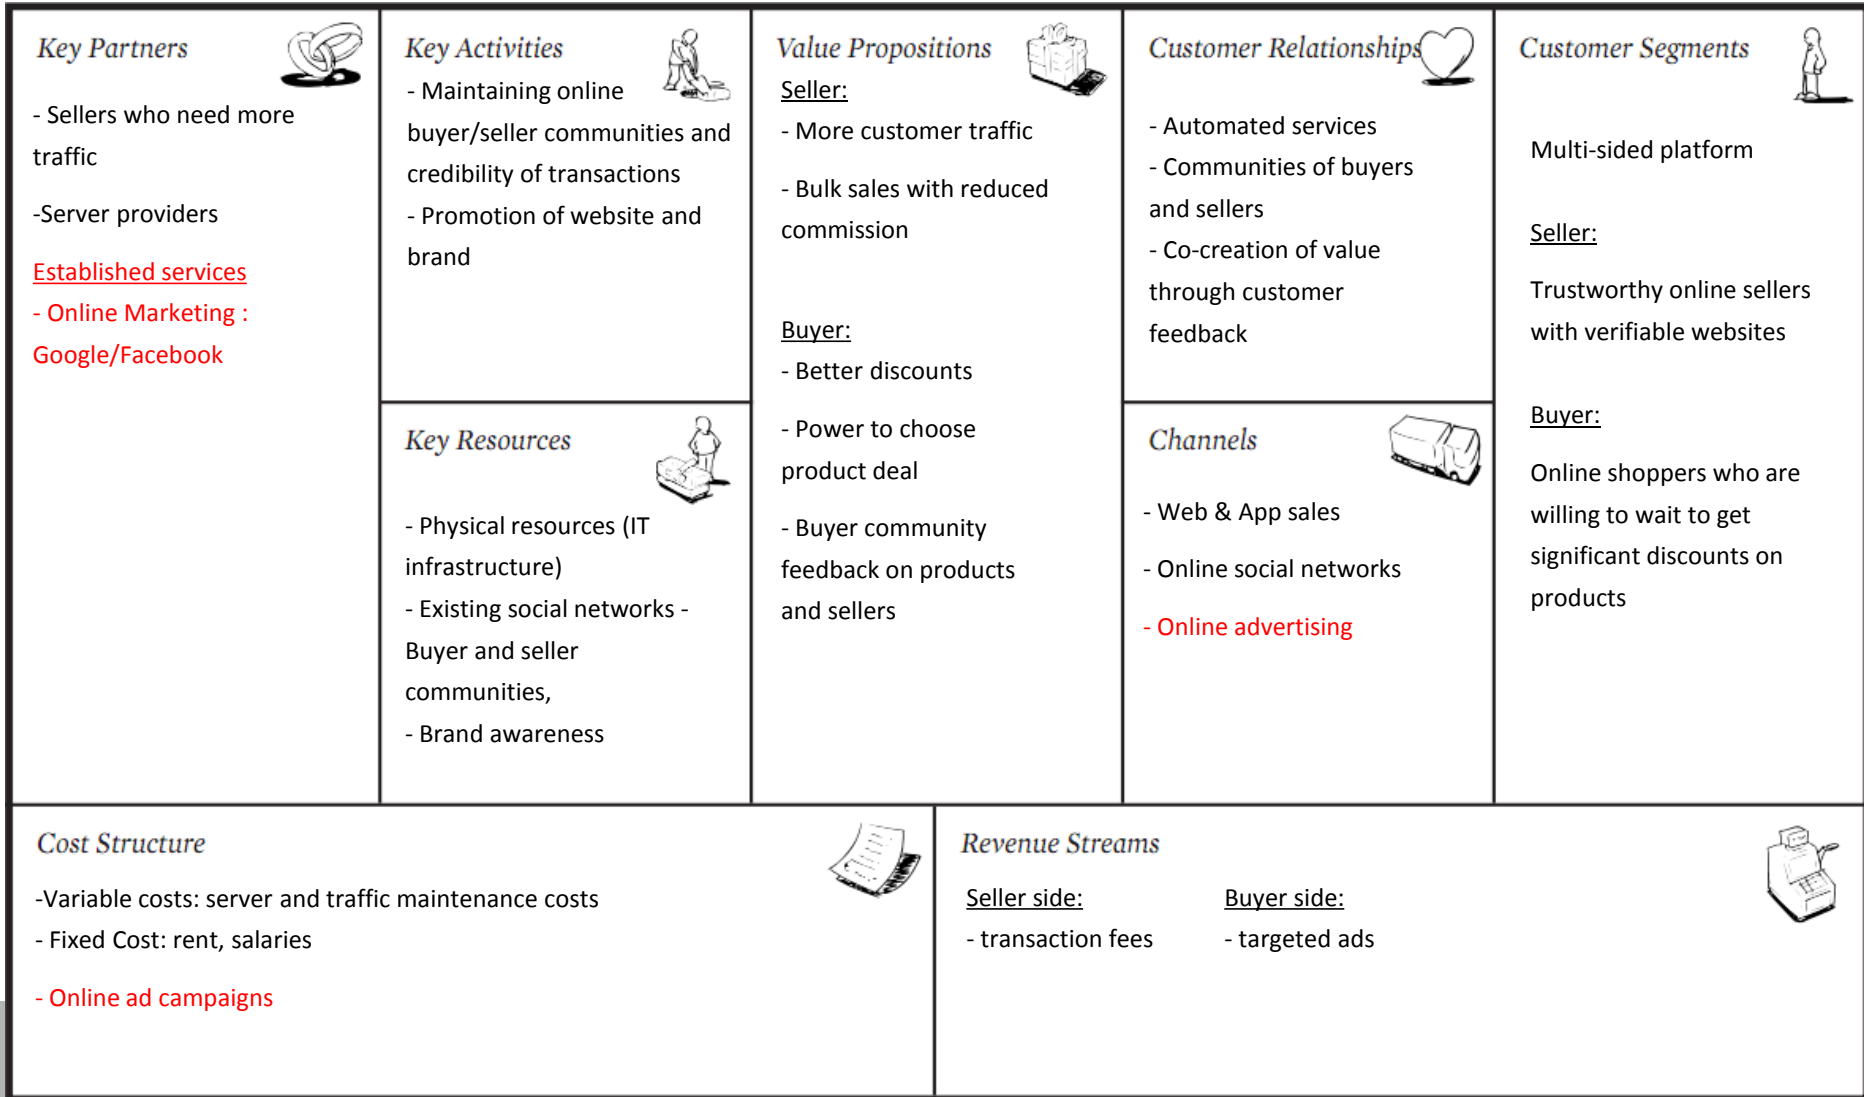 Key Partners
- Sellers who need more
traffic
-Server providers
Established services
- Online Marketing :
Google/Facebook
Key Activities
- Maintaining online
buyer/seller communities and
credibility of transactions
- Promotion of website and
brand
Key Resources
- Physical resources (IT
infrastructure)
- Existing social networks -
Buyer and seller
communities,
- Brand awareness
Value Propositions
Seller:
- More customer traffic
- Bulk sales with reduced
commission
Buyer:
- Better discounts
- Power to choose
product deal
- Buyer community
feedback on products
and sellers
Customer Relationships
- Automated services
- Communities of buyers
and sellers
- Co-creation of value
through customer
feedback
Channels
- Web & App sales
- Online social networks
- Online advertising
Customer Segments
Multi-sided platform
Seller:
Trustworthy online sellers
with verifiable websites
Buyer:
Online shoppers who are
willing to wait to get
significant discounts on
products
Cost Structure
-Variable costs: server and traffic maintenance costs
- Fixed Cost: rent, salaries
- Online ad campaigns
Revenue Streams
Seller side:
- transaction fees
Buyer side:
- targeted ads